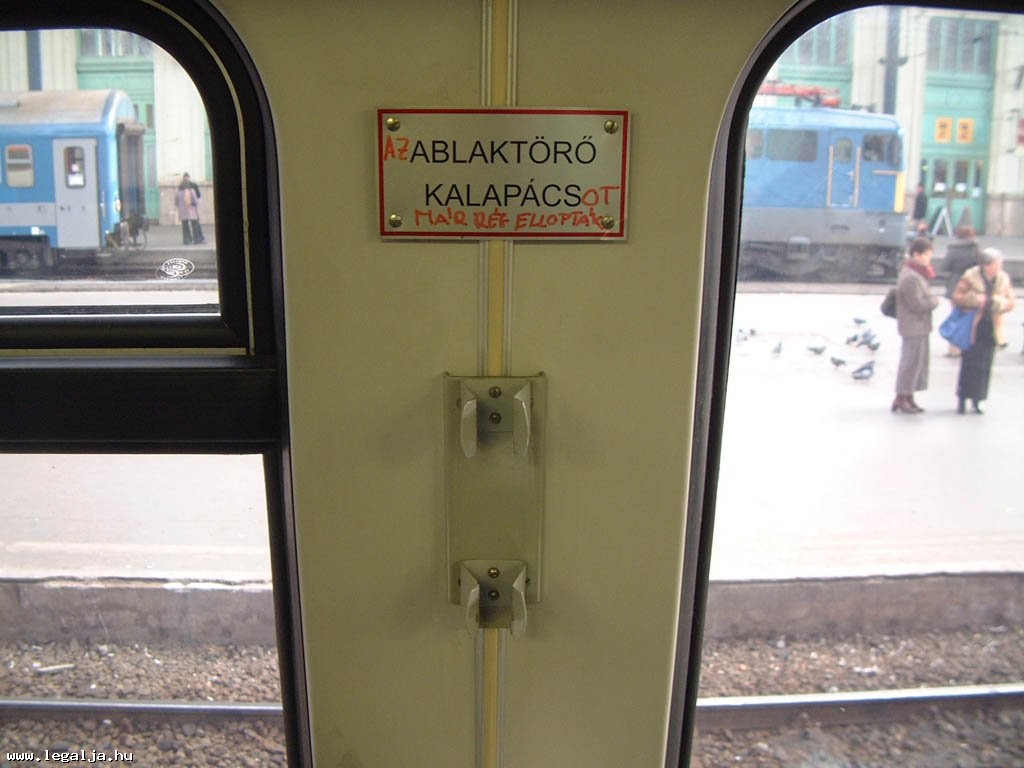 AZABLAKTÖRŐ
KALAPÁCSOT
MÁR RÉG ELLOPTÁK
www.legalja.hu